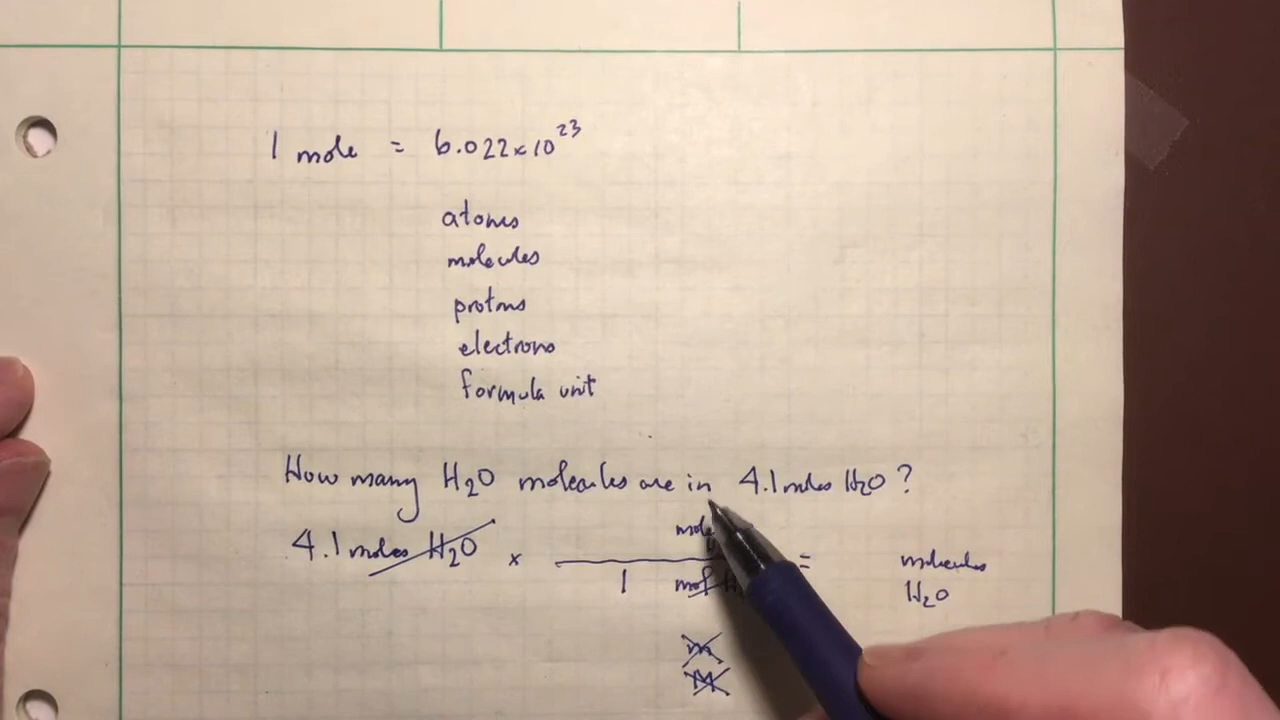 1 mole = 6.022×10²³
atoms
molecules
protons
electrons
formula unit
How many H₂O molecules are in 4.1 moles H₂O?
4.1 moles H₂O × = molecules
1 mol H₂O
m
M